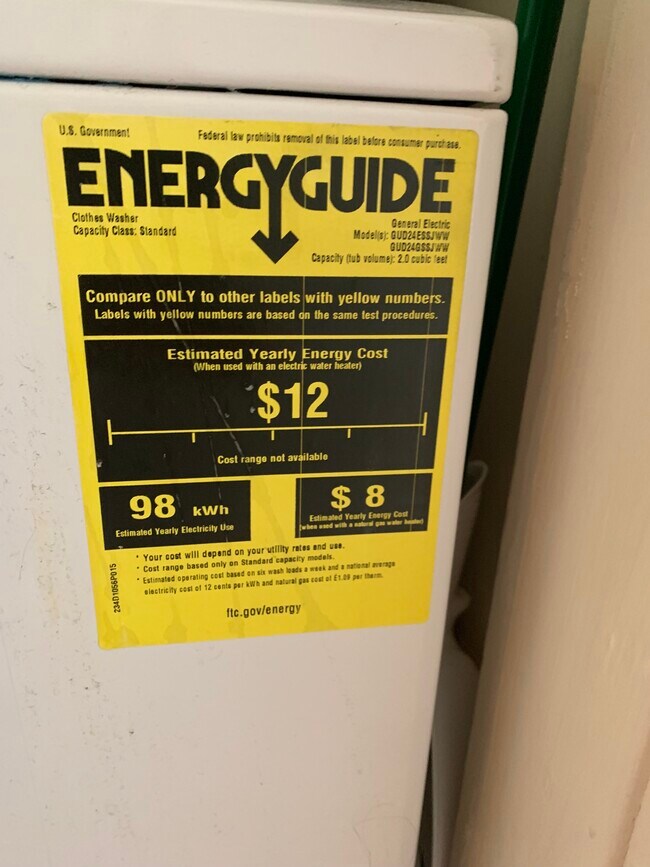 U.S. Government
Federal law prohibits removal of this label before consumer purchase.
ENERGYGUIDE
Clothes Washer
Capacity Class: Standard
General Electric
Model(s): GUD24ESSJWW
GUD24GSSJWW
Capacity (tub volume): 2.0 cubic feet
Compare ONLY to other labels with yellow numbers.
Labels with yellow numbers are based on the same test procedures.
Estimated Yearly Energy Cost
(When used with an electric water heater)
$12
Cost range not available
98 kWh
Estimated Yearly Electricity Use
$ 8
Estimated Yearly Energy Cost
(when used with a natural gas water heater)
· Your cost will depend on your utility rates and use.
· Cost range based only on Standard capacity models.
· Estimated operating cost based on six wash loads a week and a national average
electricity cost of 12 cents per kWh and natural gas cost of £1.09 per therm.
ftc.gov/energy
234D1056P015